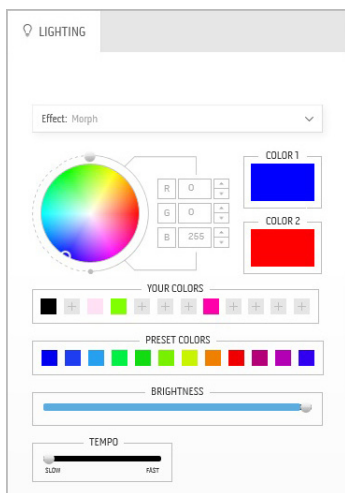 LIGHTING
Effect: Morph
COLOR 1
R 0
G 0
B 255
COLOR 2
YOUR COLORS
+ + + + + + + +
PRESET COLORS
BRIGHTNESS
TEMPO
SLOW FAST